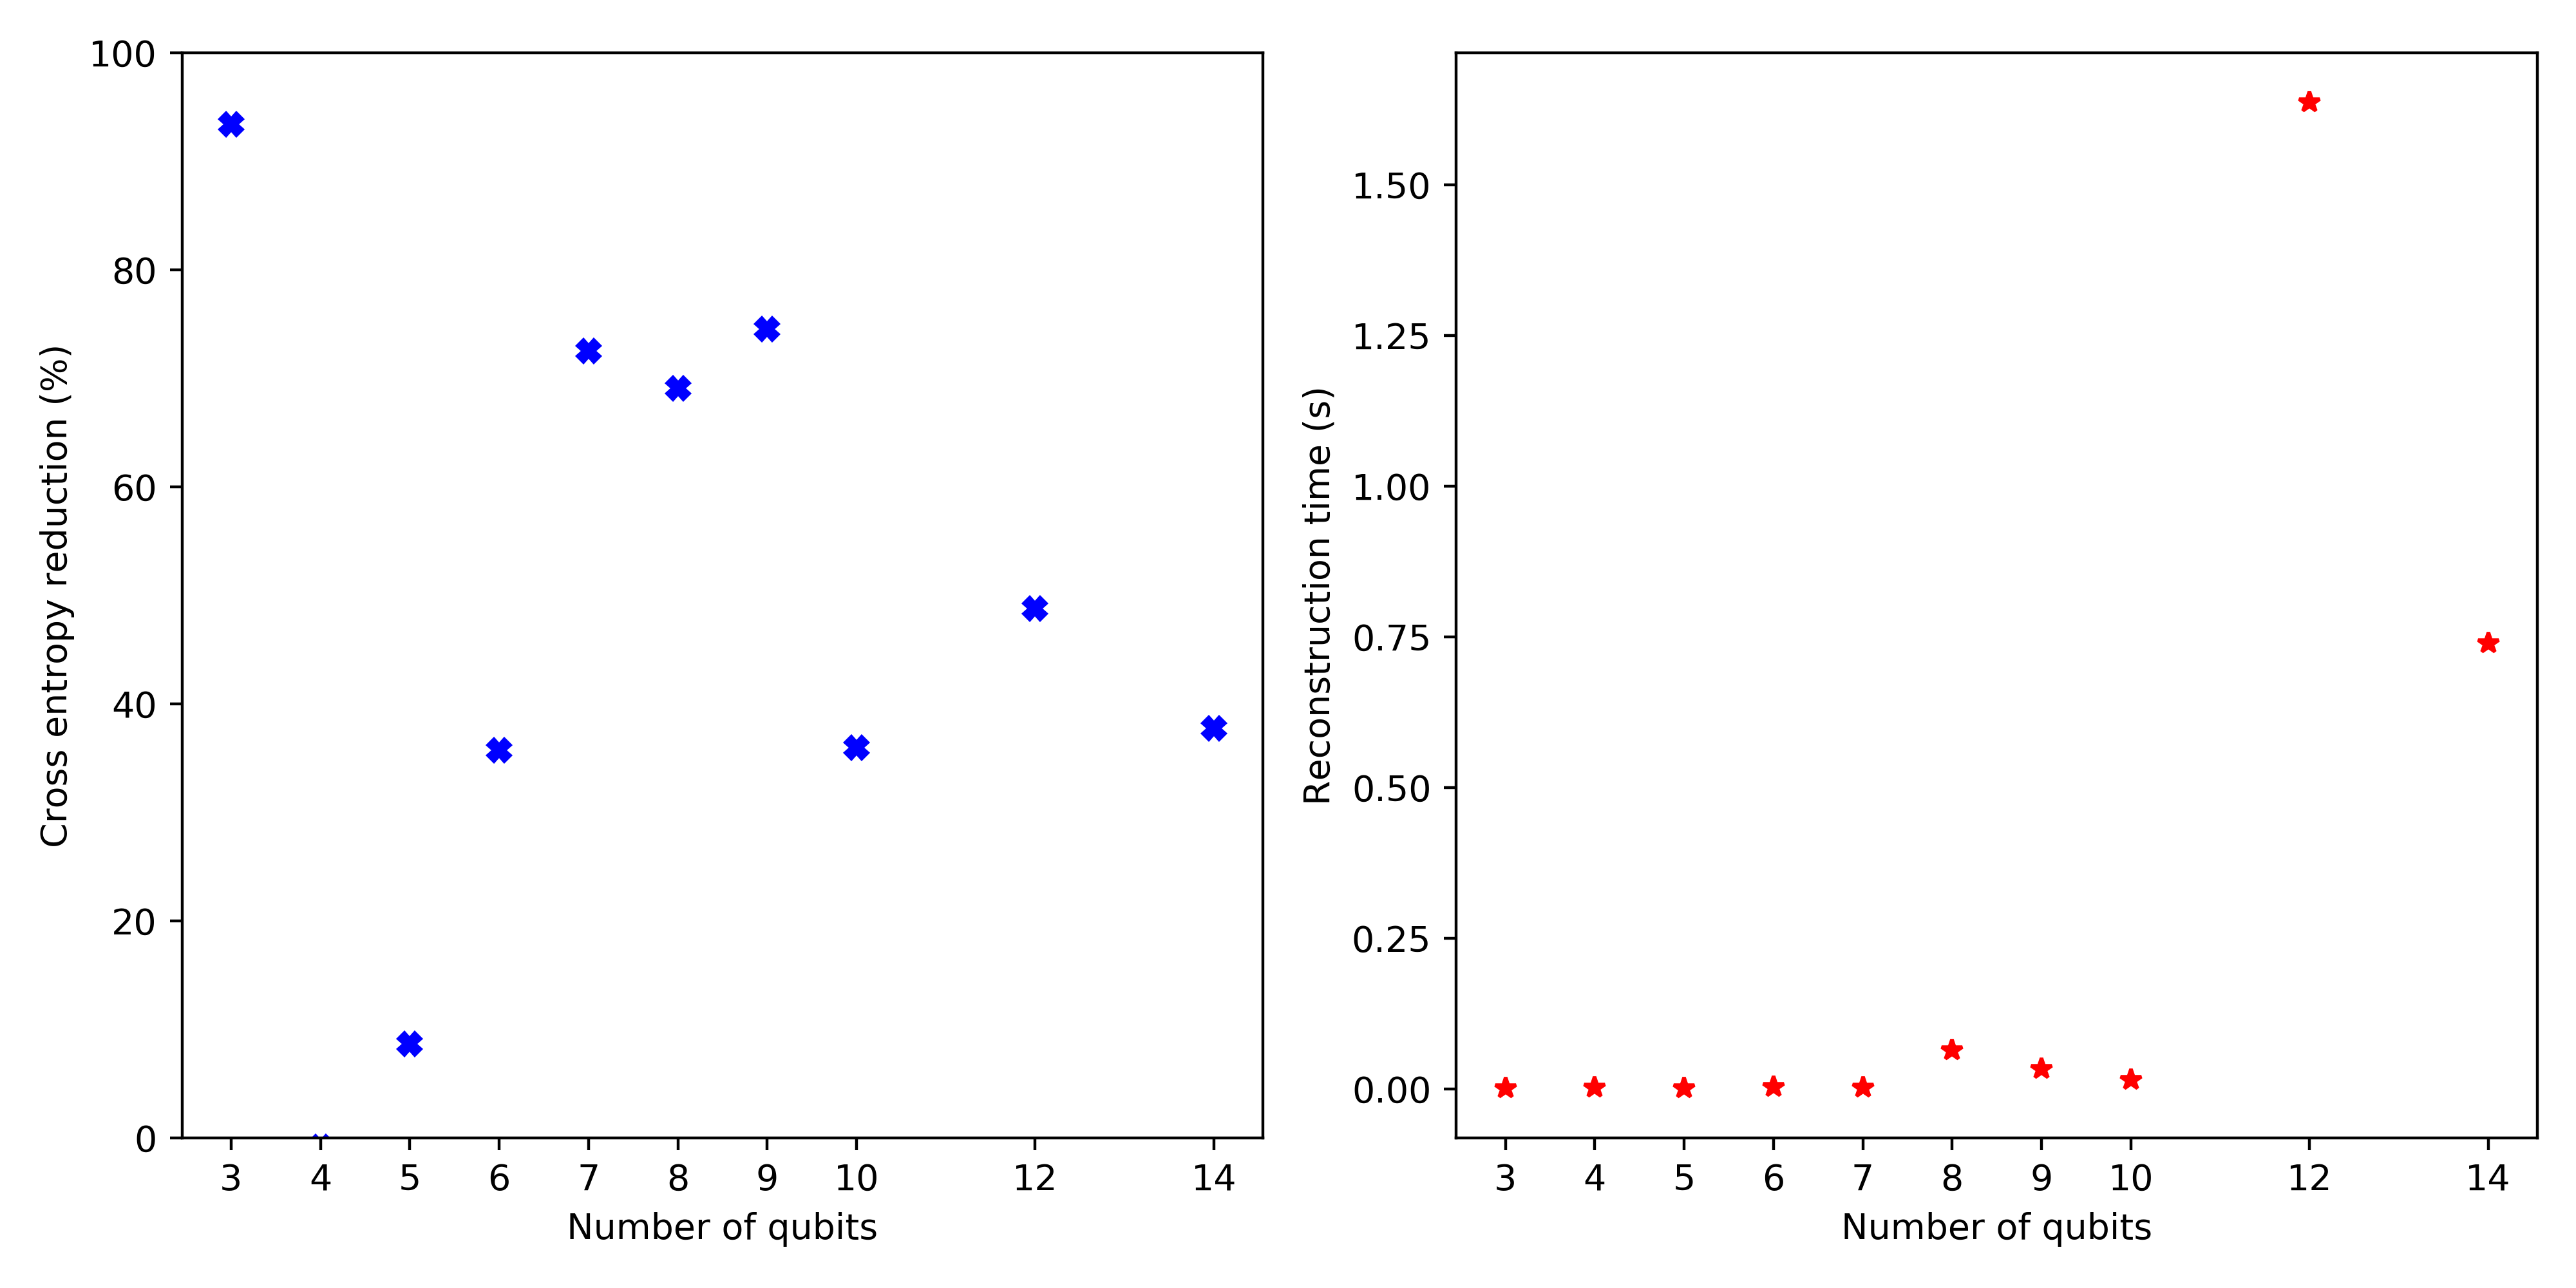 100
80
60
40
20
0
Cross entropy reduction (%)
3 4 5 6 7 8 9 10 12 14
Number of qubits
1.50
1.25
1.00
0.75
0.50
0.25
0.00
Reconstruction time (s)
3 4 5 6 7 8 9 10 12 14
Number of qubits